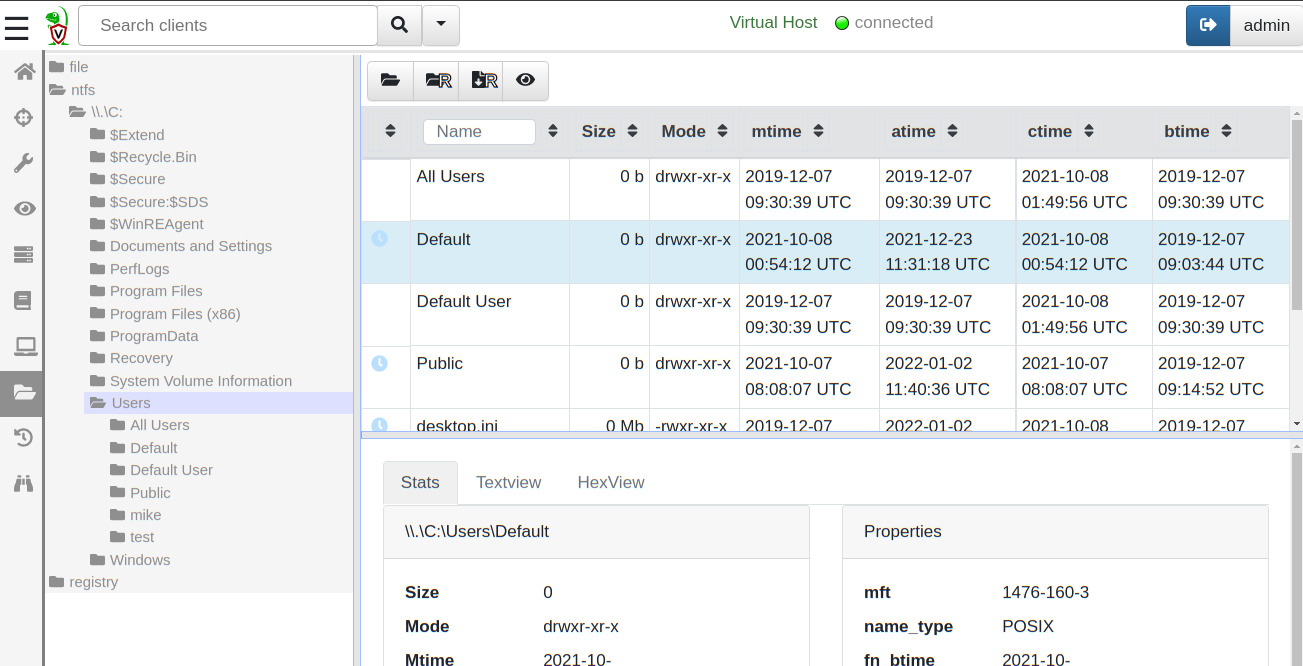 Search clients
Virtual Host connected
admin
file
ntfs
\\.\C:
$Extend
$Recycle.Bin
$Secure
$Secure:$SDS
$WinREAgent
Documents and Settings
PerfLogs
Program Files
Program Files (x86)
ProgramData
Recovery
System Volume Information
Users
All Users
Default
Default User
Public
mike
test
Windows
registry
R R
Name Size Mode mtime atime ctime btime
All Users 0 b drwxr-xr-x 2019-12-07 2019-12-07 2021-10-08 2019-12-07
09:30:39 UTC 09:30:39 UTC 01:49:56 UTC 09:30:39 UTC
Default 0 b drwxr-xr-x 2021-10-08 2021-12-23 2021-10-08 2019-12-07
00:54:12 UTC 11:31:18 UTC 00:54:12 UTC 09:03:44 UTC
Default User 0 b drwxr-xr-x 2019-12-07 2019-12-07 2021-10-08 2019-12-07
09:30:39 UTC 09:30:39 UTC 01:49:56 UTC 09:30:39 UTC
Public 0 b drwxr-xr-x 2021-10-07 2022-01-02 2021-10-07 2019-12-07
08:08:07 UTC 11:40:36 UTC 08:08:07 UTC 09:14:52 UTC
desktop.ini 0 Mb -rwxr-xr-x 2019-12-07 2022-01-02 2021-10-08 2019-12-07
Stats Textview HexView
\\.\C:\Users\Default
Size 0
Mode drwxr-xr-x
Mtime 2021-10-
Properties
mft 1476-160-3
name_type POSIX
fn_btime 2021-10-